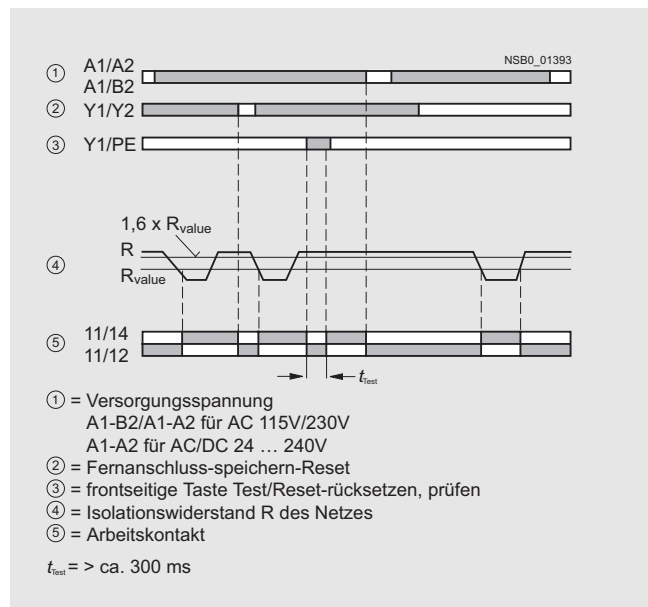 NSB0_01393
① A1/A2
A1/B2
② Y1/Y2
③ Y1/PE
1,6 x Rvalue
R
④
Rvalue
⑤ 11/14
11/12
tTest
① = Versorgungsspannung
A1-B2/A1-A2 für AC 115V/230V
A1-A2 für AC/DC 24 … 240V
② = Fernanschluss-speichern-Reset
③ = frontseitige Taste Test/Reset-rücksetzen, prüfen
④ = Isolationswiderstand R des Netzes
⑤ = Arbeitskontakt
tTest = > ca. 300 ms